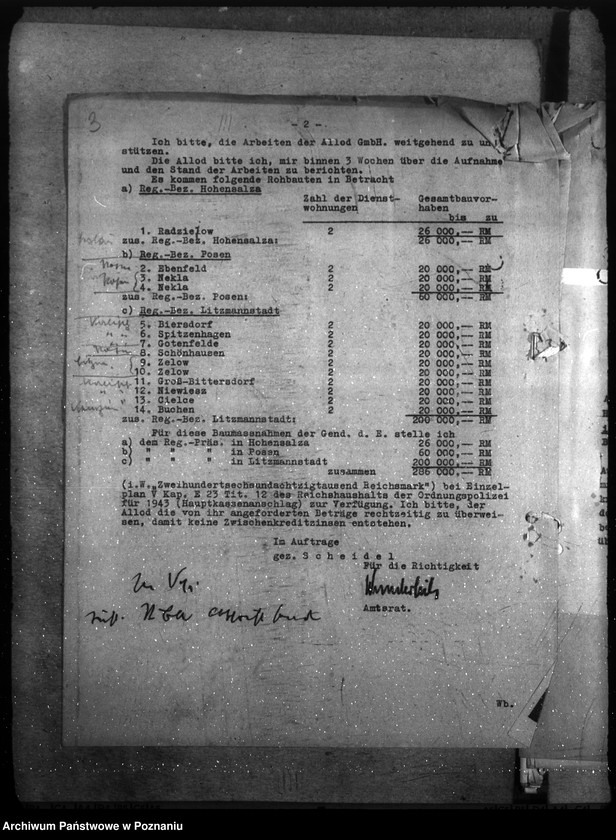 3
- 2 -
Ich bitte, die Arbeiten der Allod GmbH. weitgehend zu
stützen.
Die Allod bitte ich, mir binnen 3 Wochen über die Aufnahme
und den Stand der Arbeiten zu berichten.
Es kommen folgende Rohbauten in Betracht
a) Reg.-Bez. Hohensalza
Zahl der Dienst- Gesamtbauvor-
wohnungen haben
bis zu
1. Radziejow 2 26 000,— RM
zus. Reg.-Bez. Hohensalza: 26 000,— RM
b) Reg.-Bez. Posen
2. Ebenfeld 2 20 000,— RM
3. Nekla 2 20 000,— RM
4. Nekla 2 20 000,— RM
zus. Reg.-Bez. Posen: 60 000,— RM
c) Reg.-Bez. Litzmannstadt
5. Biersdorf 2 20 000,— RM
6. Spitzenhagen 2 20 000,— RM
7. Gotenfelde 2 20 000,— RM
8. Schönhausen 2 20 000,— RM
9. Zelow 2 20 000,— RM
10. Zelow 2 20 000,— RM
11. Groß-Bittersdorf 2 20 000,— RM
12. Niewiesz 2 20 000,— RM
13. Cielce 2 20 000,— RM
14. Buchen 2 20 000,— RM
zus. Reg.-Bez. Litzmannstadt: 200 000,— RM
Für diese Baumassnahmen der Gend. d. E. stelle ich
a) dem Reg.-Präs. in Hohensalza 26 000,— RM
b) " " " in Posen 60 000,— RM
c) " " " in Litzmannstadt 200 000,— RM
zusammen 286 000,— RM
(i.W. „Zweihundertsechsundachtzigtausend Reichsmark") bei Einzel-
plan V Kap. E 23 Tit. 12 des Reichshaushalts der Ordnungspolizei
für 1943 (Hauptkassenanschlag) zur Verfügung. Ich bitte, der
Allod die von ihr angeforderten Beträge rechtzeitig zu überwei-
sen, damit keine Zwischenkreditzinsen entstehen.
Im Auftrage
gez. S c h e i d e l
Für die Richtigkeit
Amtsrat.
Wb.
Archiwum Państwowe w Poznaniu